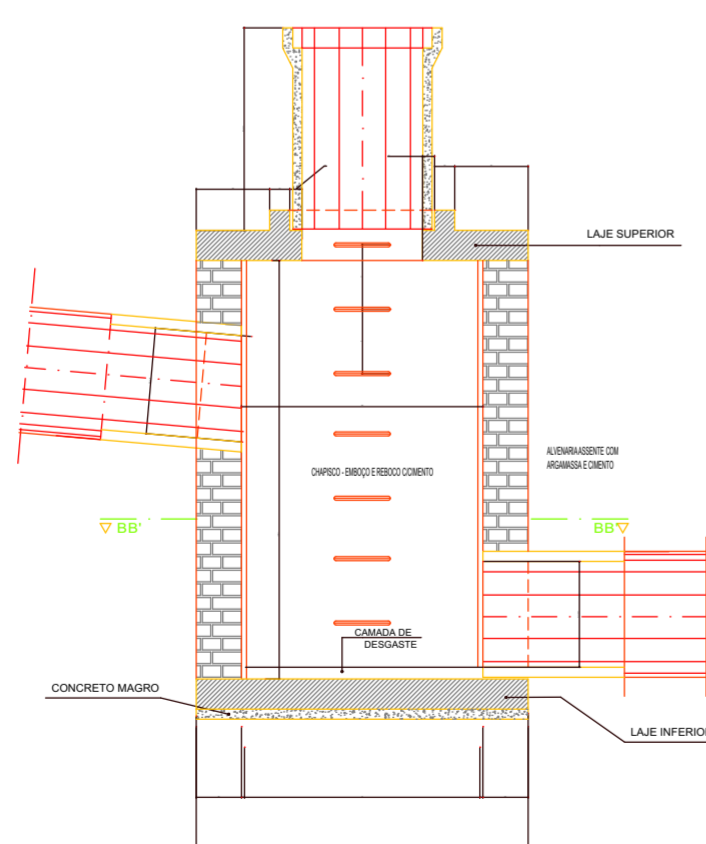 LAJE SUPERIOR
ALVENARIA ASSENTE COM
ARGAMASSA E CIMENTO
CHAPISCO - EMBOÇO E REBOCO C/CIMENTO
BB'
BB'
CAMADA DE
DESGASTE
CONCRETO MAGRO
LAJE INFERIOR